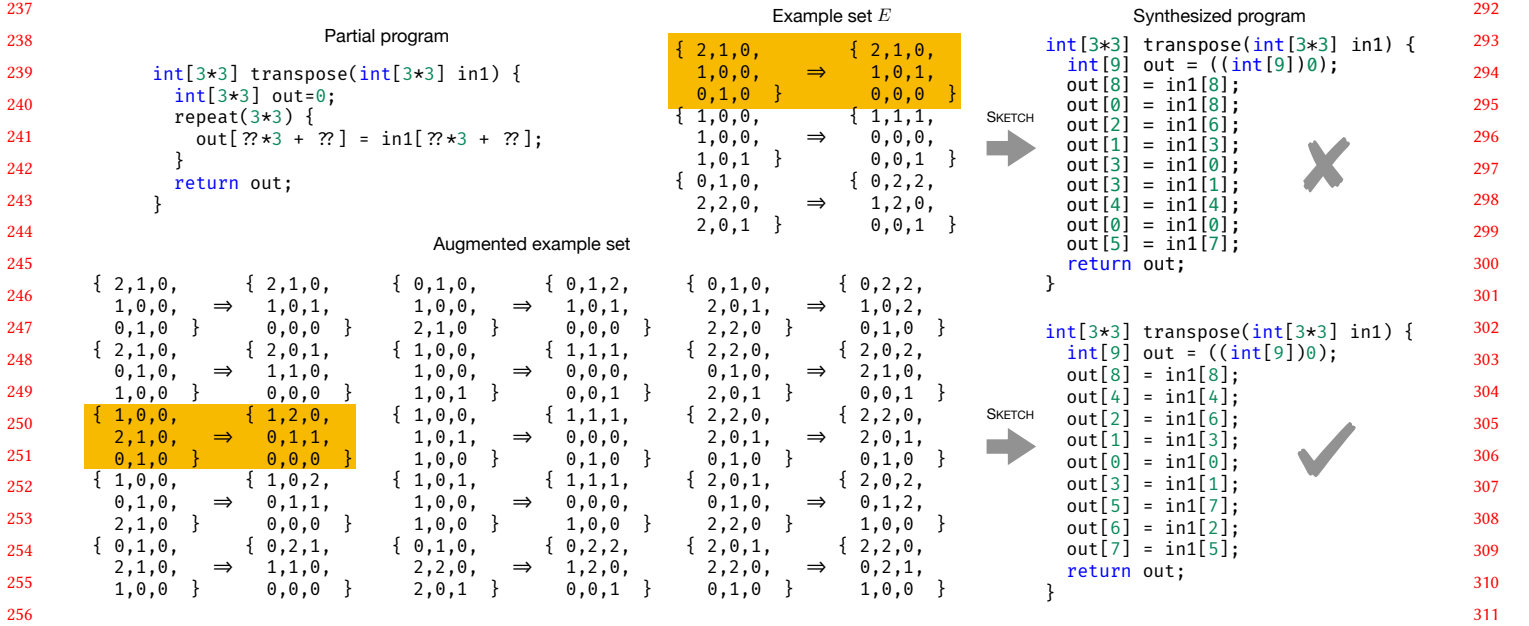 237
238
239
240
241
242
243
244
245
246
247
248
249
250
251
252
253
254
255
256
Partial program
int[3*3] transpose(int[3*3] in1) {
int[3*3] out=0;
repeat(3*3) {
out[??*3 + ??] = in1[??*3 + ??];
}
return out;
}
Example set E
{ 2,1,0, { 2,1,0,
1,0,0, ⇒ 1,0,1,
0,1,0 } 0,0,0 }
{ 1,0,0, { 1,1,1,
1,0,0, ⇒ 0,0,0,
1,0,1 } 0,0,1 }
{ 0,1,0, { 0,2,2,
2,2,0, ⇒ 1,2,0,
2,0,1 } 0,0,1 }
SKETCH
Synthesized program
int[3*3] transpose(int[3*3] in1) {
int[9] out = ((int[9])0);
out[8] = in1[8];
out[0] = in1[8];
out[2] = in1[6];
out[1] = in1[3];
out[3] = in1[0];
out[3] = in1[1];
out[4] = in1[4];
out[0] = in1[0];
out[5] = in1[7];
return out;
}
Augmented example set
{ 2,1,0, { 2,1,0, { 0,1,0, { 0,1,2, { 0,1,0, { 0,2,2,
1,0,0, ⇒ 1,0,1, 1,0,0, ⇒ 1,0,1, 2,0,1, ⇒ 1,0,2,
0,1,0 } 0,0,0 } 2,1,0 } 0,0,0 } 2,2,0 } 0,1,0 }
{ 2,1,0, { 2,0,1, { 1,0,0, { 1,1,1, { 2,2,0, { 2,0,2,
0,1,0, ⇒ 1,1,0, 1,0,0, ⇒ 0,0,0, 0,1,0, ⇒ 2,1,0,
1,0,0 } 0,0,0 } 1,0,1 } 0,0,1 } 2,0,1 } 0,0,1 }
{ 1,0,0, { 1,2,0, { 1,0,0, { 1,1,1, { 2,2,0, { 2,2,0,
2,1,0, ⇒ 0,1,1, 1,0,1, ⇒ 0,0,0, 2,0,1, ⇒ 2,0,1,
0,1,0 } 0,0,0 } 1,0,0 } 0,1,0 } 0,1,0 } 0,1,0 }
{ 1,0,0, { 1,0,2, { 1,0,1, { 1,1,1, { 2,0,1, { 2,0,2,
0,1,0, ⇒ 0,1,1, 1,0,0, ⇒ 0,0,0, 0,1,0, ⇒ 0,1,2,
2,1,0 } 0,0,0 } 1,0,0 } 1,0,0 } 2,2,0 } 1,0,0 }
{ 0,1,0, { 0,2,1, { 0,1,0, { 0,2,2, { 2,0,1, { 2,2,0,
2,1,0, ⇒ 1,1,0, 2,2,0, ⇒ 1,2,0, 2,2,0, ⇒ 0,2,1,
1,0,0 } 0,0,0 } 2,0,1 } 0,0,1 } 0,1,0 } 1,0,0 }
SKETCH
int[3*3] transpose(int[3*3] in1) {
int[9] out = ((int[9])0);
out[8] = in1[8];
out[4] = in1[4];
out[2] = in1[6];
out[1] = in1[3];
out[0] = in1[0];
out[3] = in1[1];
out[5] = in1[7];
out[6] = in1[2];
out[7] = in1[5];
return out;
}
292
293
294
295
296
297
298
299
300
301
302
303
304
305
306
307
308
309
310
311